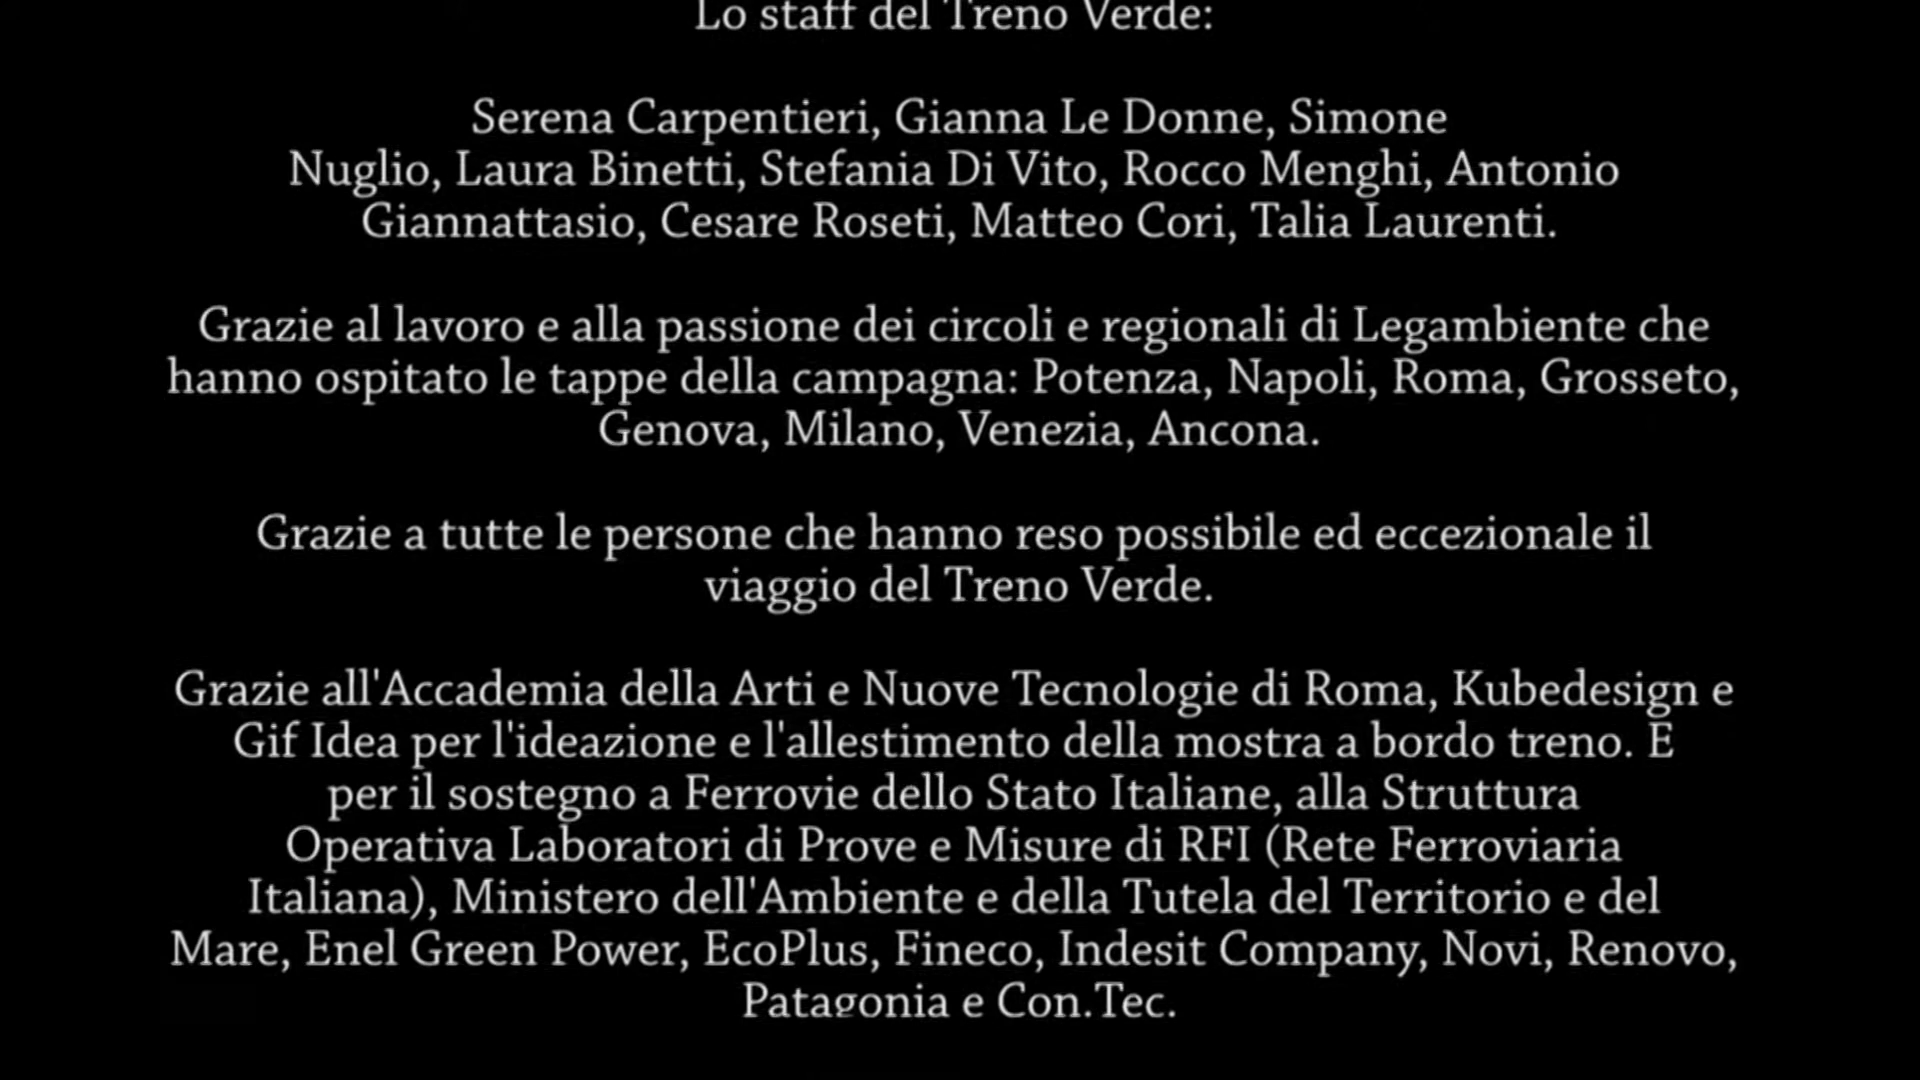 Lo staff del Treno Verde:
Serena Carpentieri, Gianna Le Donne, Simone
Nuglio, Laura Binetti, Stefania Di Vito, Rocco Menghi, Antonio
Giannattasio, Cesare Roseti, Matteo Cori, Talia Laurenti.
Grazie al lavoro e alla passione dei circoli e regionali di Legambiente che
hanno ospitato le tappe della campagna: Potenza, Napoli, Roma, Grosseto,
Genova, Milano, Venezia, Ancona.
Grazie a tutte le persone che hanno reso possibile ed eccezionale il
viaggio del Treno Verde.
Grazie all'Accademia della Arti e Nuove Tecnologie di Roma, Kubedesign e
Gif Idea per l'ideazione e l'allestimento della mostra a bordo treno. E
per il sostegno a Ferrovie dello Stato Italiane, alla Struttura
Operativa Laboratori di Prove e Misure di RFI (Rete Ferroviaria
Italiana), Ministero dell'Ambiente e della Tutela del Territorio e del
Mare, Enel Green Power, EcoPlus, Fineco, Indesit Company, Novi, Renovo,
Patagonia e Con.Tec.